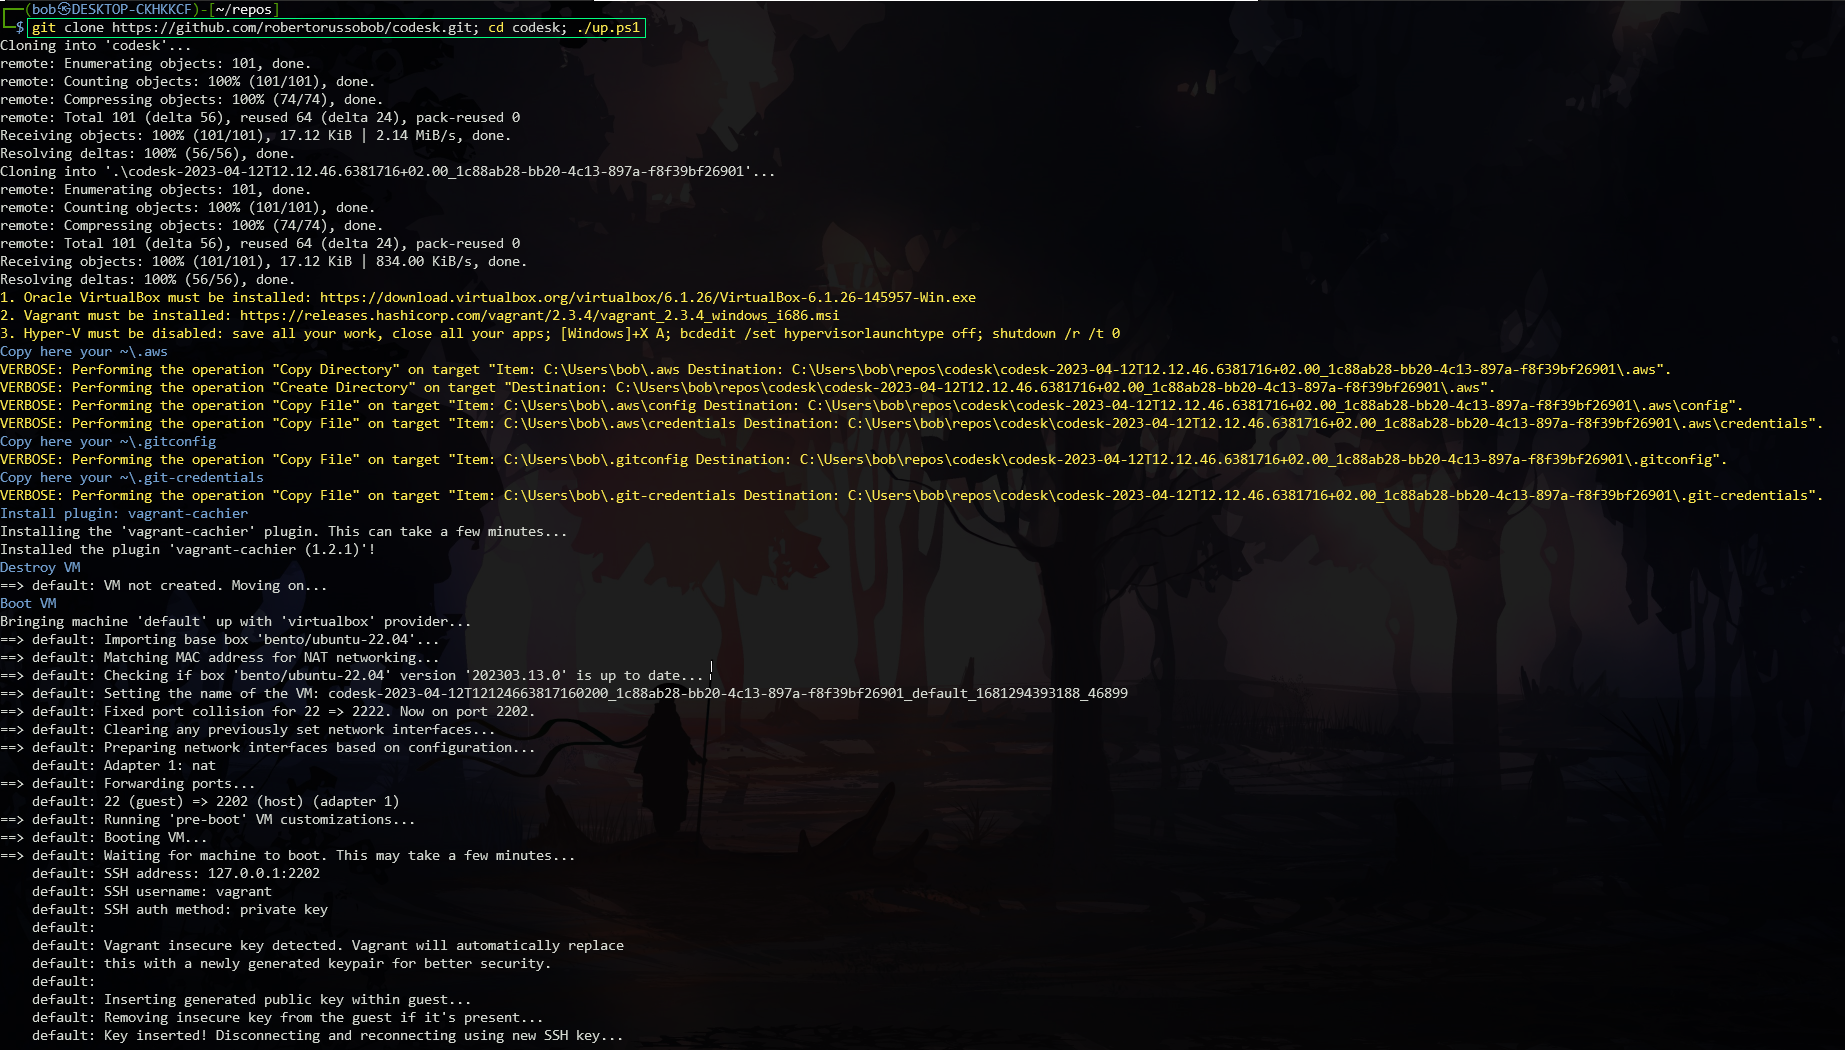 ┌──(bob㉿DESKTOP-CKHKKCF)-[~/repos]
└─$ git clone https://github.com/robertorussobob/codesk.git; cd codesk; ./up.ps1
Cloning into 'codesk'...
remote: Enumerating objects: 101, done.
remote: Counting objects: 100% (101/101), done.
remote: Compressing objects: 100% (74/74), done.
remote: Total 101 (delta 56), reused 64 (delta 24), pack-reused 0
Receiving objects: 100% (101/101), 17.12 KiB | 2.14 MiB/s, done.
Resolving deltas: 100% (56/56), done.
Cloning into '.\codesk-2023-04-12T12.12.46.6381716+02.00_1c88ab28-bb20-4c13-897a-f8f39bf26901'...
remote: Enumerating objects: 101, done.
remote: Counting objects: 100% (101/101), done.
remote: Compressing objects: 100% (74/74), done.
remote: Total 101 (delta 56), reused 64 (delta 24), pack-reused 0
Receiving objects: 100% (101/101), 17.12 KiB | 834.00 KiB/s, done.
Resolving deltas: 100% (56/56), done.
1. Oracle VirtualBox must be installed: https://download.virtualbox.org/virtualbox/6.1.26/VirtualBox-6.1.26-145957-Win.exe
2. Vagrant must be installed: https://releases.hashicorp.com/vagrant/2.3.4/vagrant_2.3.4_windows_i686.msi
3. Hyper-V must be disabled: save all your work, close all your apps; [Windows]+X A; bcdedit /set hypervisorlaunchtype off; shutdown /r /t 0
Copy here your ~\.aws
VERBOSE: Performing the operation "Copy Directory" on target "Item: C:\Users\bob\.aws Destination: C:\Users\bob\repos\codesk\codesk-2023-04-12T12.12.46.6381716+02.00_1c88ab28-bb20-4c13-897a-f8f39bf26901\.aws".
VERBOSE: Performing the operation "Create Directory" on target "Destination: C:\Users\bob\repos\codesk\codesk-2023-04-12T12.12.46.6381716+02.00_1c88ab28-bb20-4c13-897a-f8f39bf26901\.aws".
VERBOSE: Performing the operation "Copy File" on target "Item: C:\Users\bob\.aws\config Destination: C:\Users\bob\repos\codesk\codesk-2023-04-12T12.12.46.6381716+02.00_1c88ab28-bb20-4c13-897a-f8f39bf26901\.aws\config".
VERBOSE: Performing the operation "Copy File" on target "Item: C:\Users\bob\.aws\credentials Destination: C:\Users\bob\repos\codesk\codesk-2023-04-12T12.12.46.6381716+02.00_1c88ab28-bb20-4c13-897a-f8f39bf26901\.aws\credentials".
Copy here your ~\.gitconfig
VERBOSE: Performing the operation "Copy File" on target "Item: C:\Users\bob\.gitconfig Destination: C:\Users\bob\repos\codesk\codesk-2023-04-12T12.12.46.6381716+02.00_1c88ab28-bb20-4c13-897a-f8f39bf26901\.gitconfig".
Copy here your ~\.git-credentials
VERBOSE: Performing the operation "Copy File" on target "Item: C:\Users\bob\.git-credentials Destination: C:\Users\bob\repos\codesk\codesk-2023-04-12T12.12.46.6381716+02.00_1c88ab28-bb20-4c13-897a-f8f39bf26901\.git-credentials".
Install plugin: vagrant-cachier
Installing the 'vagrant-cachier' plugin. This can take a few minutes...
Installed the plugin 'vagrant-cachier (1.2.1)'!
Destroy VM
==> default: VM not created. Moving on...
Boot VM
Bringing machine 'default' up with 'virtualbox' provider...
==> default: Importing base box 'bento/ubuntu-22.04'...
==> default: Matching MAC address for NAT networking...
==> default: Checking if box 'bento/ubuntu-22.04' version '202303.13.0' is up to date...
==> default: Setting the name of the VM: codesk-2023-04-12T12124663817160200_1c88ab28-bb20-4c13-897a-f8f39bf26901_default_1681294393188_46899
==> default: Fixed port collision for 22 => 2222. Now on port 2202.
==> default: Clearing any previously set network interfaces...
==> default: Preparing network interfaces based on configuration...
    default: Adapter 1: nat
==> default: Forwarding ports...
    default: 22 (guest) => 2202 (host) (adapter 1)
==> default: Running 'pre-boot' VM customizations...
==> default: Booting VM...
==> default: Waiting for machine to boot. This may take a few minutes...
    default: SSH address: 127.0.0.1:2202
    default: SSH username: vagrant
    default: SSH auth method: private key
    default:
    default: Vagrant insecure key detected. Vagrant will automatically replace
    default: this with a newly generated keypair for better security.
    default:
    default: Inserting generated public key within guest...
    default: Removing insecure key from the guest if it's present...
    default: Key inserted! Disconnecting and reconnecting using new SSH key...